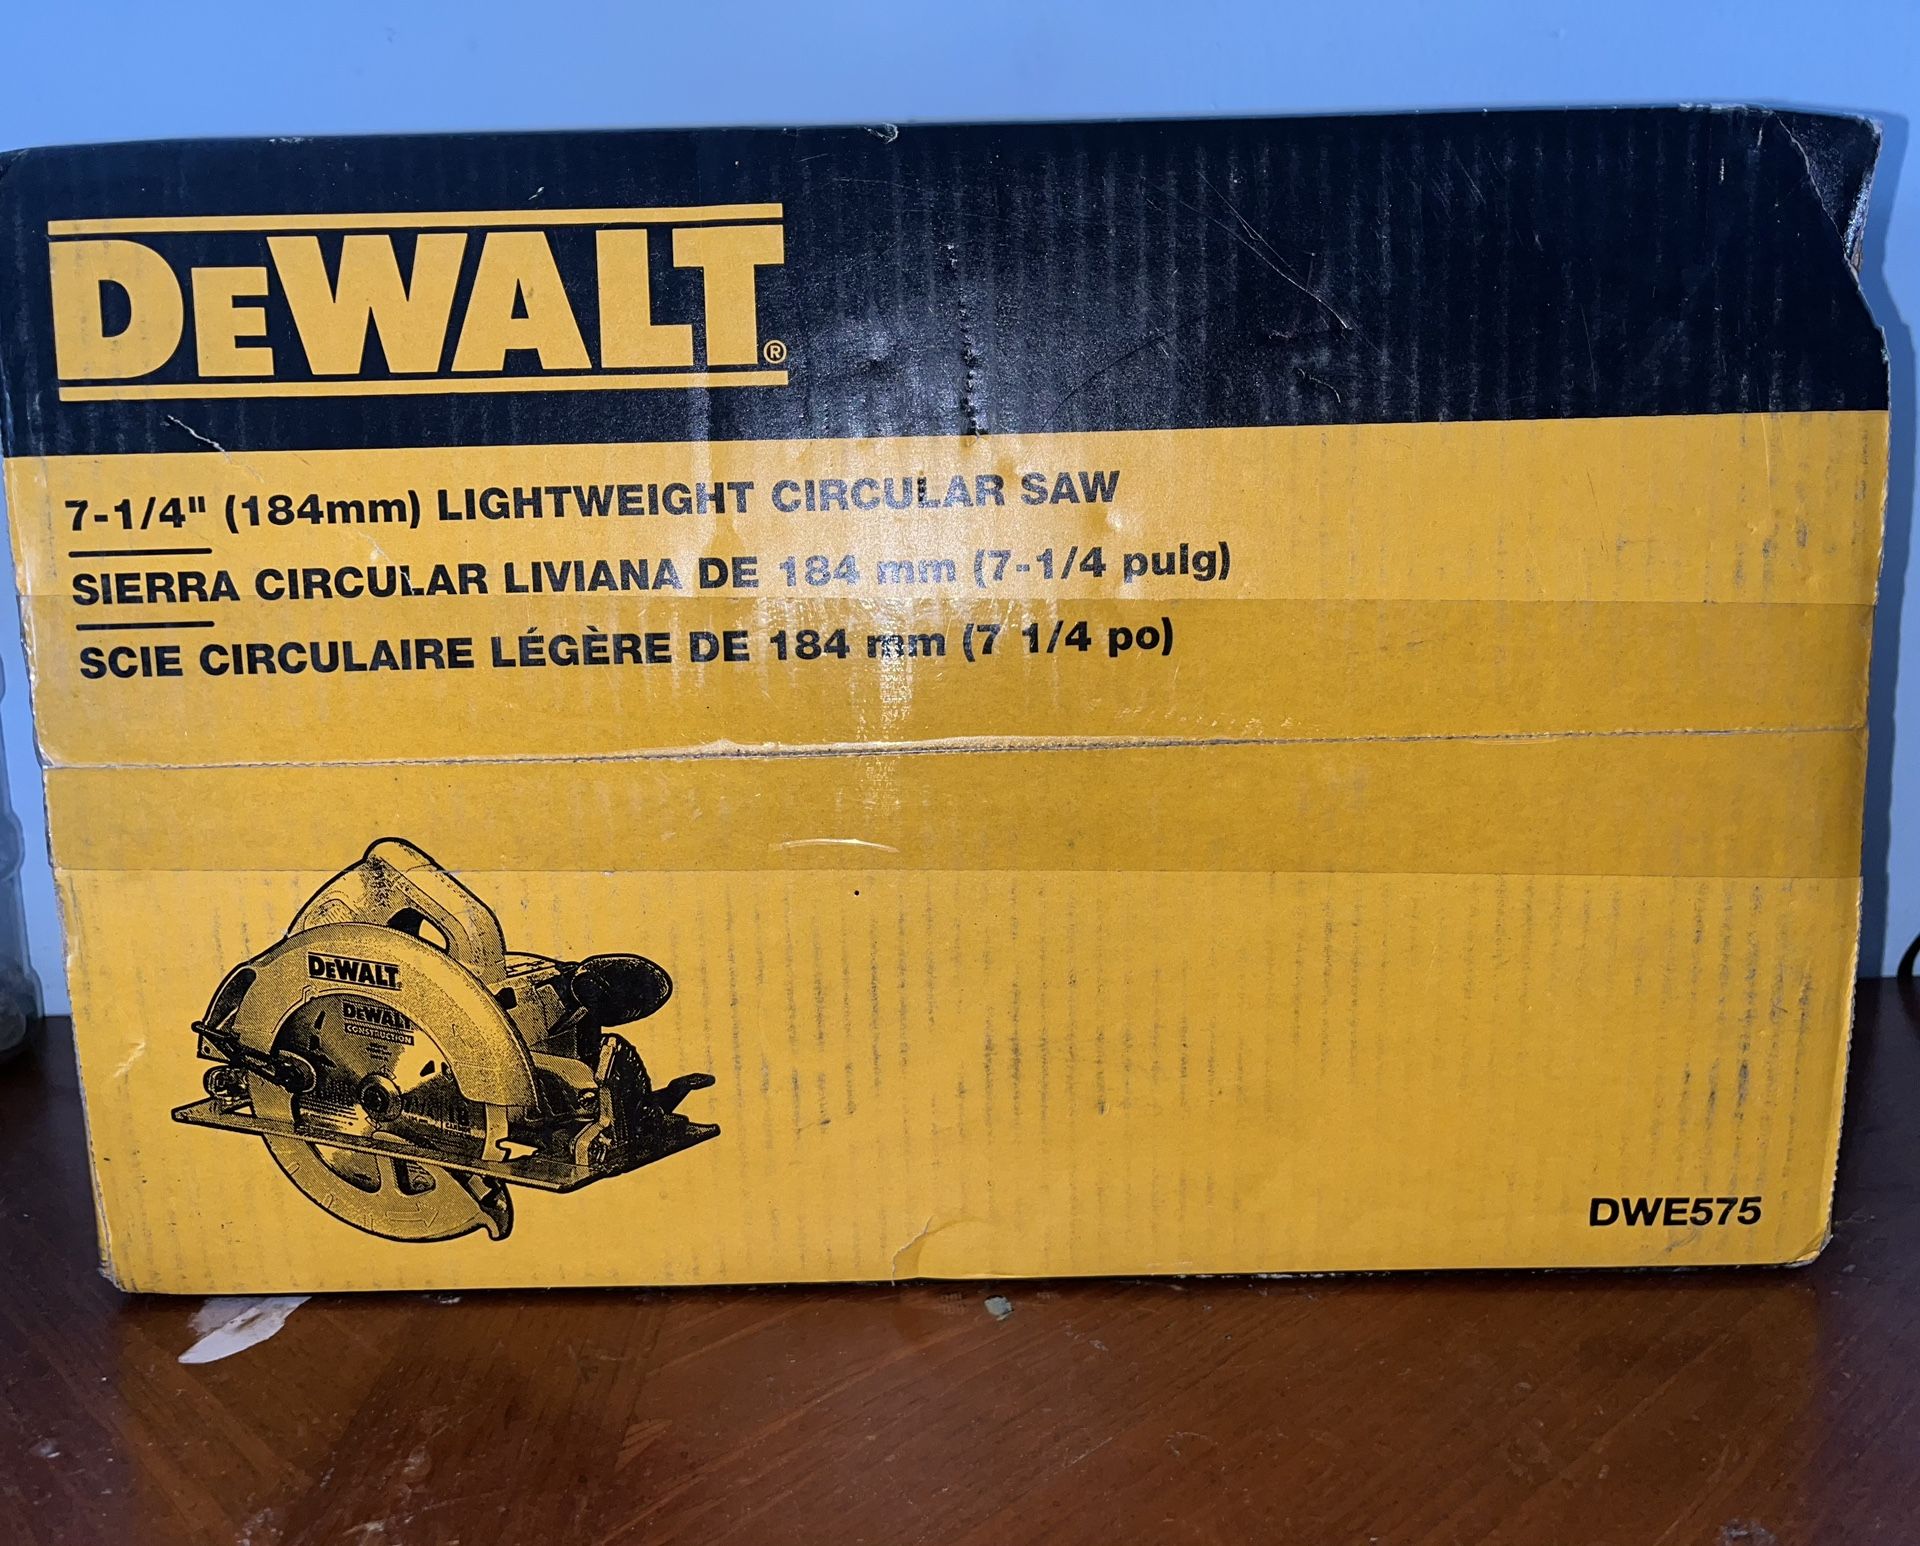 DEWALT®
7-1/4" (184mm) LIGHTWEIGHT CIRCULAR SAW
SIERRA CIRCULAR LIVIANA DE 184 mm (7-1/4 pulg)
SCIE CIRCULAIRE LÉGÈRE DE 184 mm (7 1/4 po)
DEWALT
DEWALT
CONSTRUCTION
DWE575